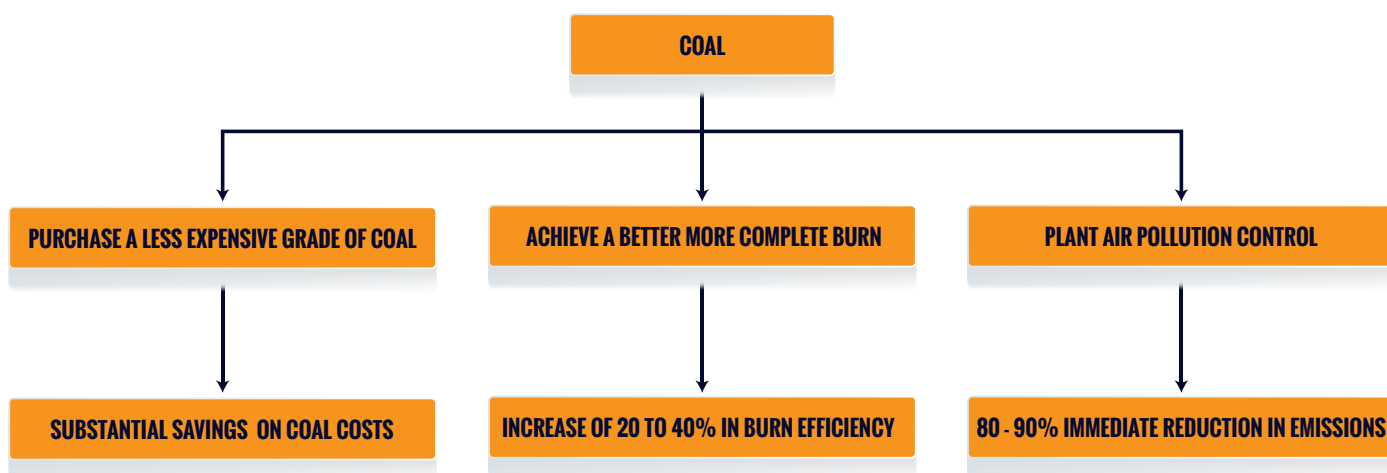 COAL
PURCHASE A LESS EXPENSIVE GRADE OF COAL
ACHIEVE A BETTER MORE COMPLETE BURN
PLANT AIR POLLUTION CONTROL
SUBSTANTIAL SAVINGS ON COAL COSTS
INCREASE OF 20 TO 40% IN BURN EFFICIENCY
80 - 90% IMMEDIATE REDUCTION IN EMISSIONS